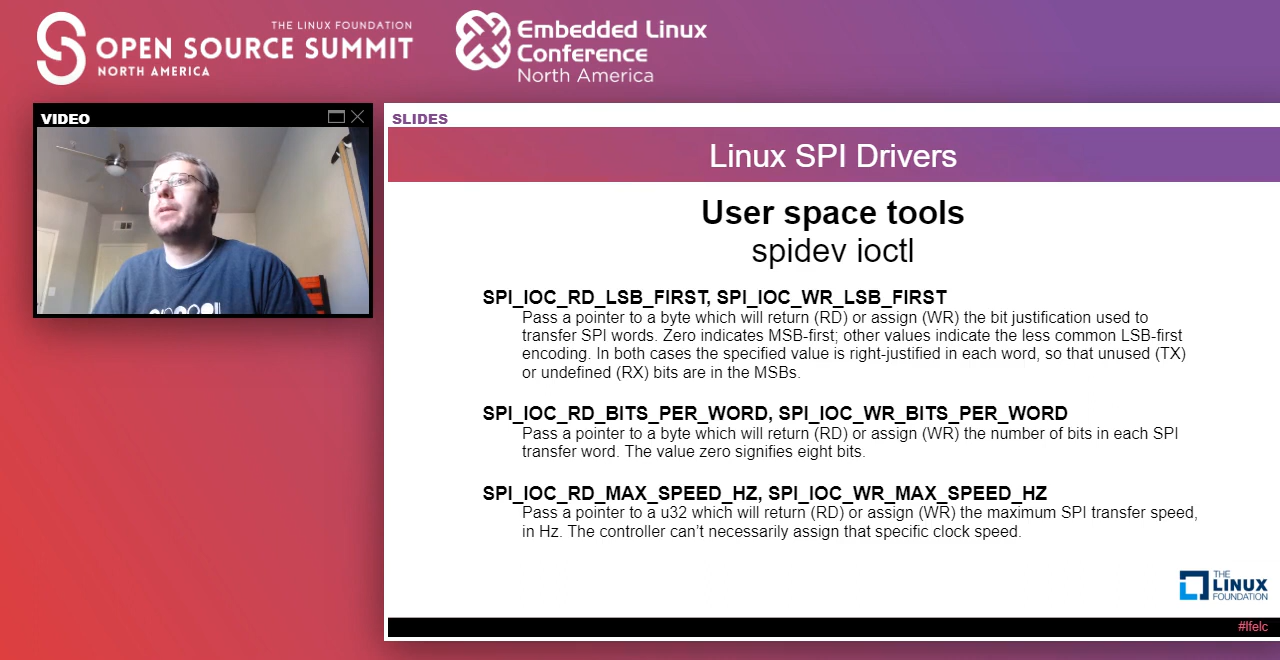 THE LINUX FOUNDATION
OPEN SOURCE SUMMIT
NORTH AMERICA
Embedded Linux
Conference
North America
VIDEO
SLIDES
Linux SPI Drivers
User space tools
spidev ioctl
SPI_IOC_RD_LSB_FIRST, SPI_IOC_WR_LSB_FIRST
Pass a pointer to a byte which will return (RD) or assign (WR) the bit justification used to
transfer SPI words. Zero indicates MSB-first; other values indicate the less common LSB-first
encoding. In both cases the specified value is right-justified in each word, so that unused (TX)
or undefined (RX) bits are in the MSBs.
SPI_IOC_RD_BITS_PER_WORD, SPI_IOC_WR_BITS_PER_WORD
Pass a pointer to a byte which will return (RD) or assign (WR) the number of bits in each SPI
transfer word. The value zero signifies eight bits.
SPI_IOC_RD_MAX_SPEED_HZ, SPI_IOC_WR_MAX_SPEED_HZ
Pass a pointer to a u32 which will return (RD) or assign (WR) the maximum SPI transfer speed,
in Hz. The controller can’t necessarily assign that specific clock speed.
THE
LINUX
FOUNDATION
#lfelc